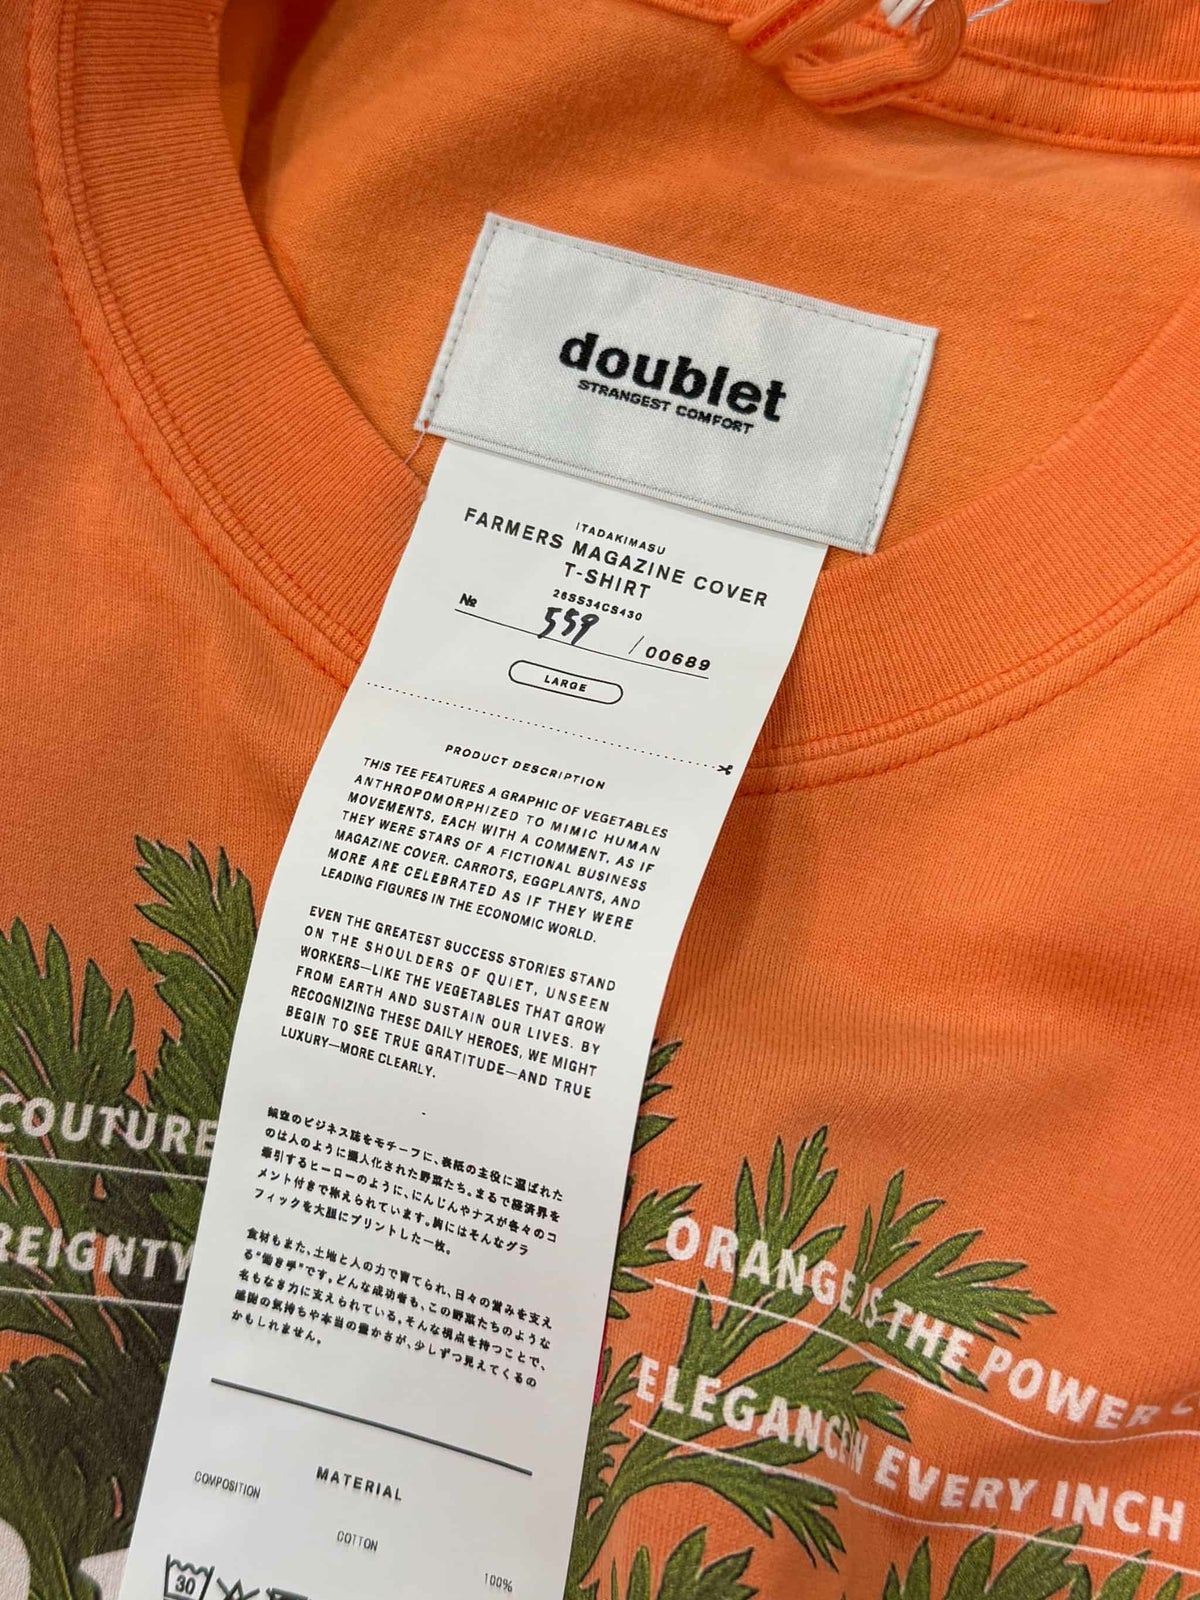 doublet
STRANGEST COMFORT
ITADAKIMASU
FARMERS MAGAZINE COVER
T-SHIRT
26SS34CS430
№ 559 / 00689
LARGE
PRODUCT DESCRIPTION
THIS TEE FEATURES A GRAPHIC OF VEGETABLES
ANTHROPOMORPHIZED TO MIMIC HUMAN
MOVEMENTS, EACH WITH A COMMENT, AS IF
THEY WERE STARS OF A FICTIONAL BUSINESS
MAGAZINE COVER. CARROTS, EGGPLANTS, AND
MORE ARE CELEBRATED AS IF THEY WERE
LEADING FIGURES IN THE ECONOMIC WORLD.
EVEN THE GREATEST SUCCESS STORIES STAND
ON THE SHOULDERS OF QUIET, UNSEEN
WORKERS—LIKE THE VEGETABLES THAT GROW
FROM EARTH AND SUSTAIN OUR LIVES. BY
RECOGNIZING THESE DAILY HEROES, WE MIGHT
BEGIN TO SEE TRUE GRATITUDE—AND TRUE
LUXURY—MORE CLEARLY.
架空のビジネス誌をモチーフに、表紙の主役に選ばれた
のは人のように擬人化された野菜たち。まるで経済界を
牽引するヒーローのように、にんじんやナスが各々のコ
メント付きで称えられています。胸にはそんなグラ
フィックを大胆にプリントした一枚。
食材もまた、土地と人の力で育てられ、日々の営みを支え
る“働き手”です。どんな成功者も、この野菜たちのような
名もなき力に支えられている。そんな視点を持つことで、
感謝の気持ちや本当の豊かさが、少しずつ見えてくるの
かもしれません。
MATERIAL
COMPOSITION
COTTON
100%
30
COUTURE
REIGNTY
ORANGE IS THE POWER
ELEGANCE IN EVERY INCH